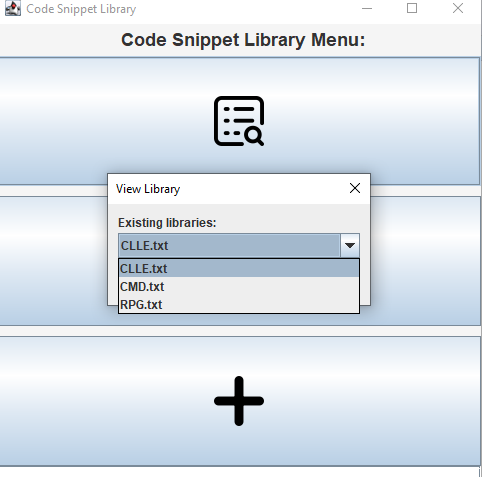 Code Snippet Library
Code Snippet Library Menu:
View Library
Existing libraries:
CLLE.txt
CLLE.txt
CMD.txt
RPG.txt